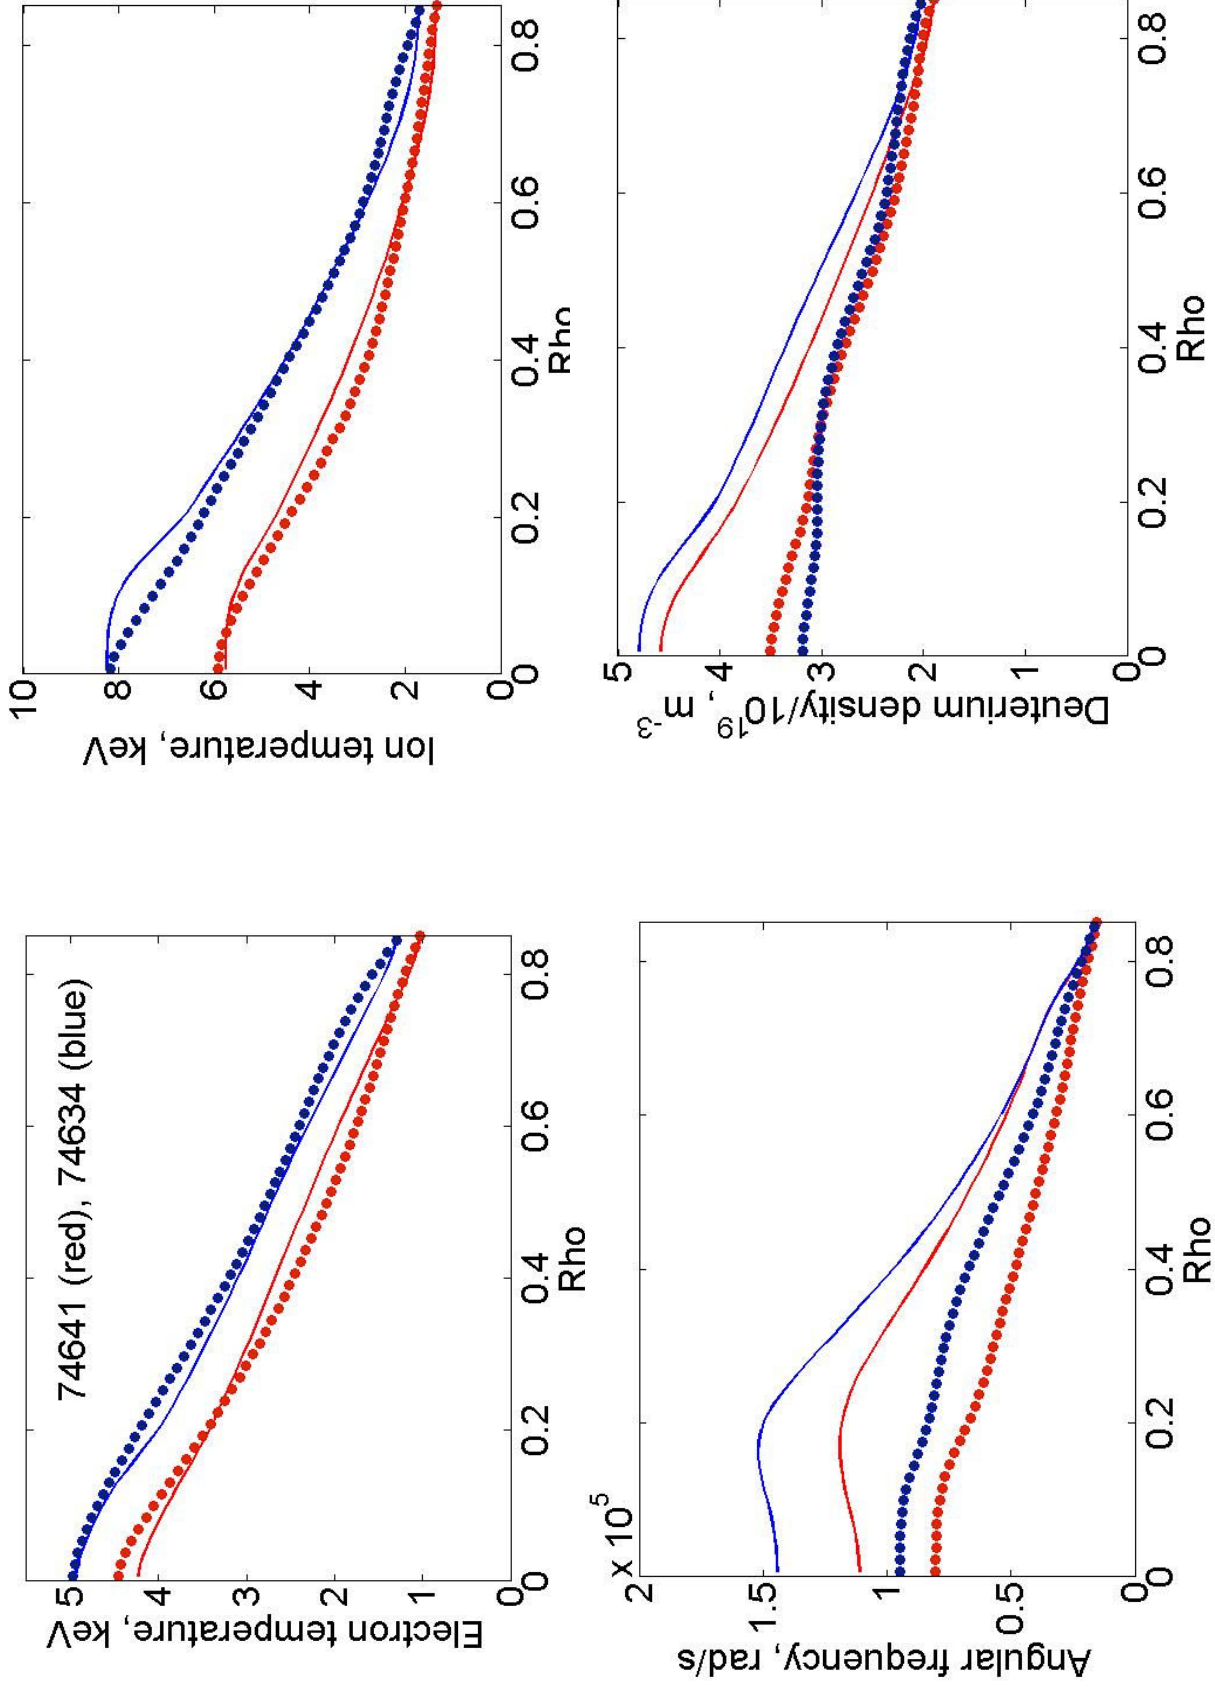 74641 (red), 74634 (blue)
Electron temperature, keV
5
4
3
2
1
0
0 0.2 0.4 0.6 0.8
Rho
Ion temperature, keV
10
8
6
4
2
0
0 0.2 0.4 0.6 0.8
Rho
x 10^5
Angular frequency, rad/s
2
1.5
1
0.5
0
0 0.2 0.4 0.6 0.8
Rho
Deuterium density/10^19, m^-3
5
4
3
2
1
0
0 0.2 0.4 0.6 0.8
Rho